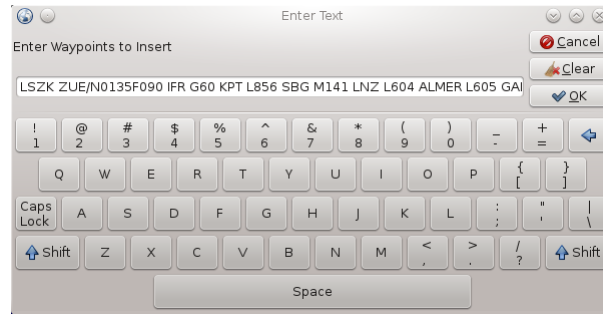 Enter Text
Enter Waypoints to Insert
Cancel
Clear
OK
LSZK ZUE/N0135F090 IFR G60 KPT L856 SBG M141 LNZ L604 ALMER L605 GAI
! @ # $ % ^ & * ( ) _ +
1 2 3 4 5 6 7 8 9 0 - =
Q W E R T Y U I O P { }
[ ]
Caps Lock A S D F G H J K L : " |
; ' \
Shift Z X C V B N M < > / Shift
, . ?
Space